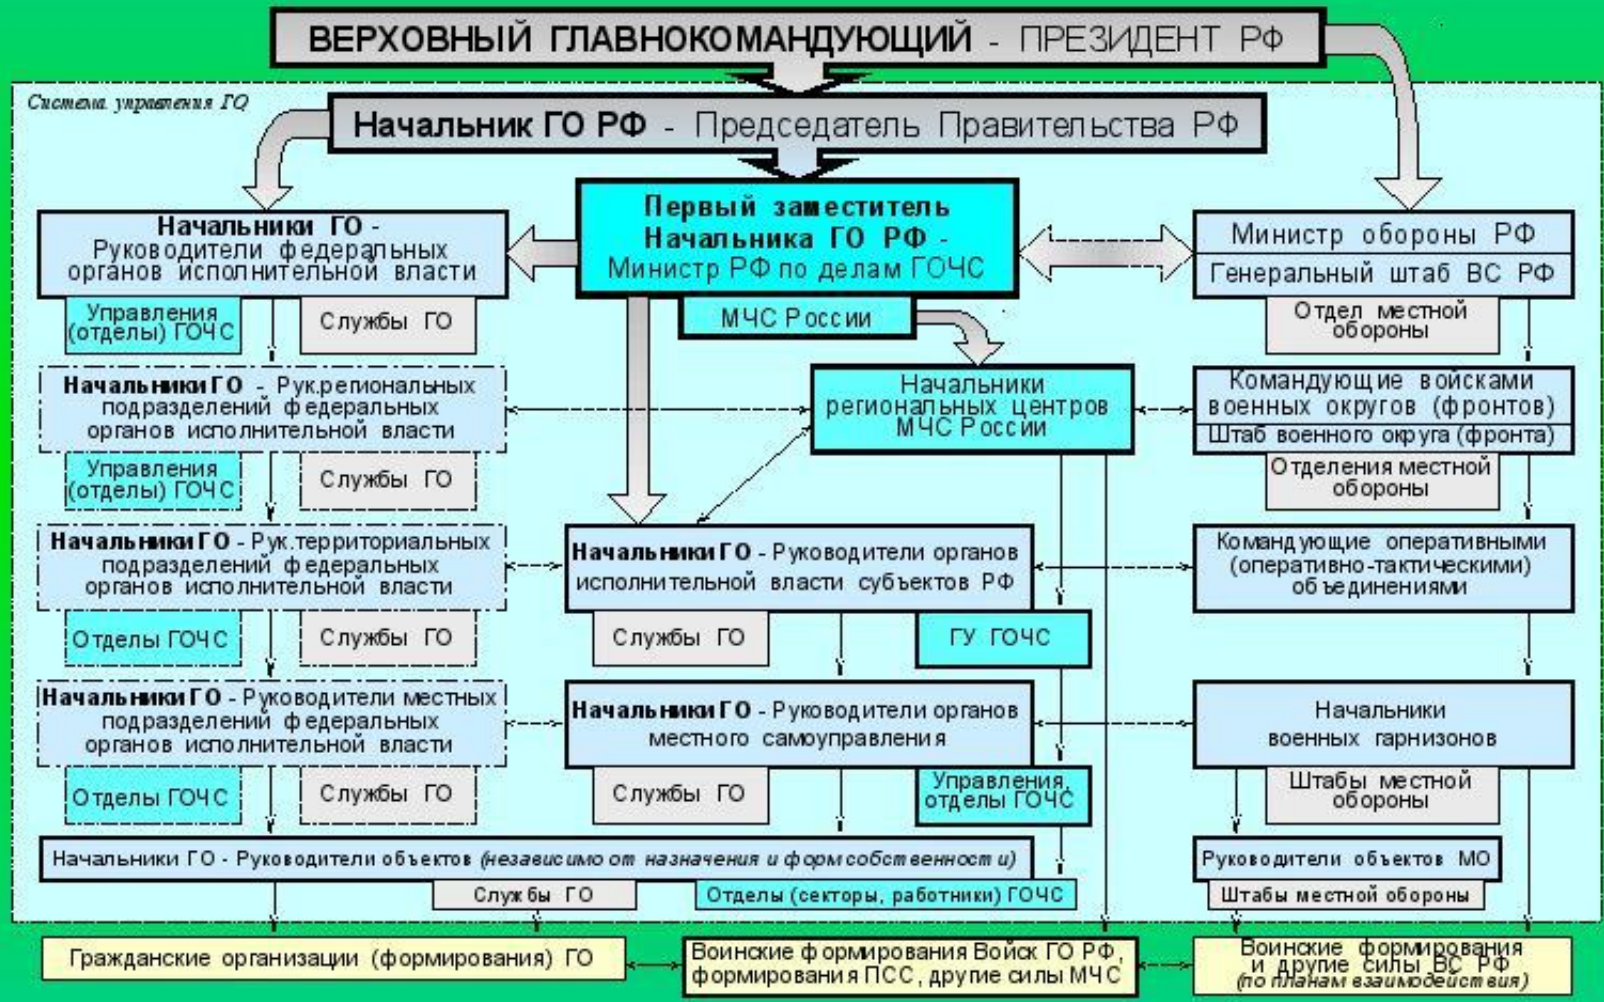 ВЕРХОВНЫЙ ГЛАВНОКОМАНДУЮЩИЙ - ПРЕЗИДЕНТ РФ
Система управления ГО
Начальник ГО РФ - Председатель Правительства РФ
Первый заместитель
Начальника ГО РФ -
Министр РФ по делам ГОЧС
МЧС России
Начальники ГО -
Руководители федеральных
органов исполнительной власти
Управления
(отделы) ГОЧС
Службы ГО
Министр обороны РФ
Генеральный штаб ВС РФ
Отдел местной
обороны
Начальники ГО - Рук.региональных
подразделений федеральных
органов исполнительной власти
Управления
(отделы) ГОЧС
Службы ГО
Начальники
региональных центров
МЧС России
Командующие войсками
военных округов (фронтов)
Штаб военного округа (фронта)
Отделения местной
обороны
Начальники ГО - Рук.территориальных
подразделений федеральных
органов исполнительной власти
Отделы ГОЧС
Службы ГО
Начальники ГО - Руководители органов
исполнительной власти субъектов РФ
Службы ГО
ГУ ГОЧС
Командующие оперативными
(оперативно-тактическими)
объединениями
Начальники ГО - Руководители местных
подразделений федеральных
органов исполнительной власти
Отделы ГОЧС
Службы ГО
Начальники ГО - Руководители органов
местного самоуправления
Службы ГО
Управления,
отделы ГОЧС
Начальники
военных гарнизонов
Штабы местной
обороны
Начальники ГО - Руководители объектов (независимо от назначения и форм собственности)
Службы ГО
Отделы (секторы, работники) ГОЧС
Руководители объектов МО
Штабы местной обороны
Гражданские организации (формирования) ГО
Воинские формирования Войск ГО РФ,
формирования ПСС, другие силы МЧС
Воинские формирования
и другие силы ВС РФ
(по планам взаимодействия)